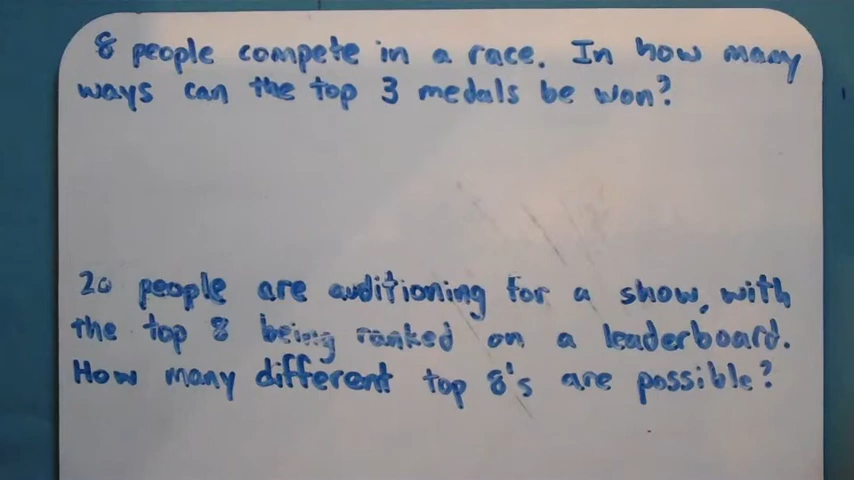 8 people compete in a race. In how many
ways can the top 3 medals be won?
20 people are auditioning for a show, with
the top 8 being ranked on a leaderboard.
How many different top 8's are possible?